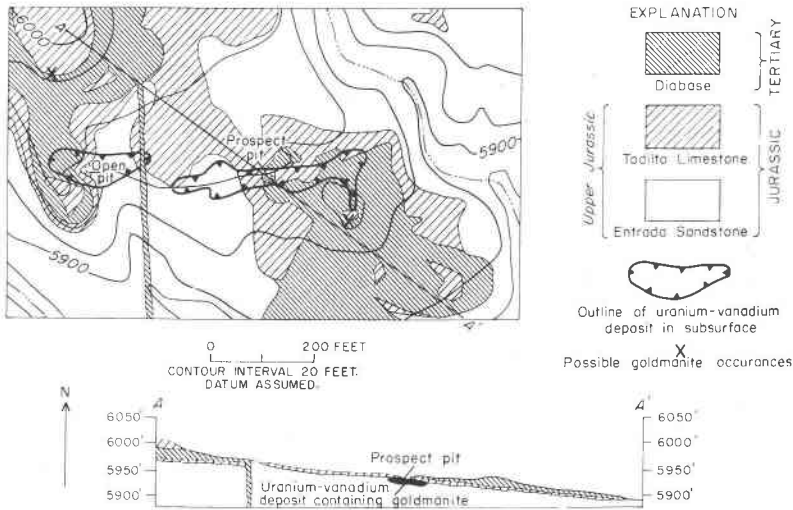 6000
A
Prospect
pit
Open
pit
5900
5900
A'
EXPLANATION
Diabase
TERTIARY
Todilto Limestone
Upper Jurassic
JURASSIC
Entrada Sandstone
Outline of uranium-vanadium
deposit in subsurface
X
Possible goldmanite occurances
0 200 FEET
CONTOUR INTERVAL 20 FEET.
DATUM ASSUMED.
N
A A'
6050' 6050'
6000' 6000'
5950' 5950'
5900' 5900'
Prospect pit
Uranium-vanadium
deposit containing goldmanite